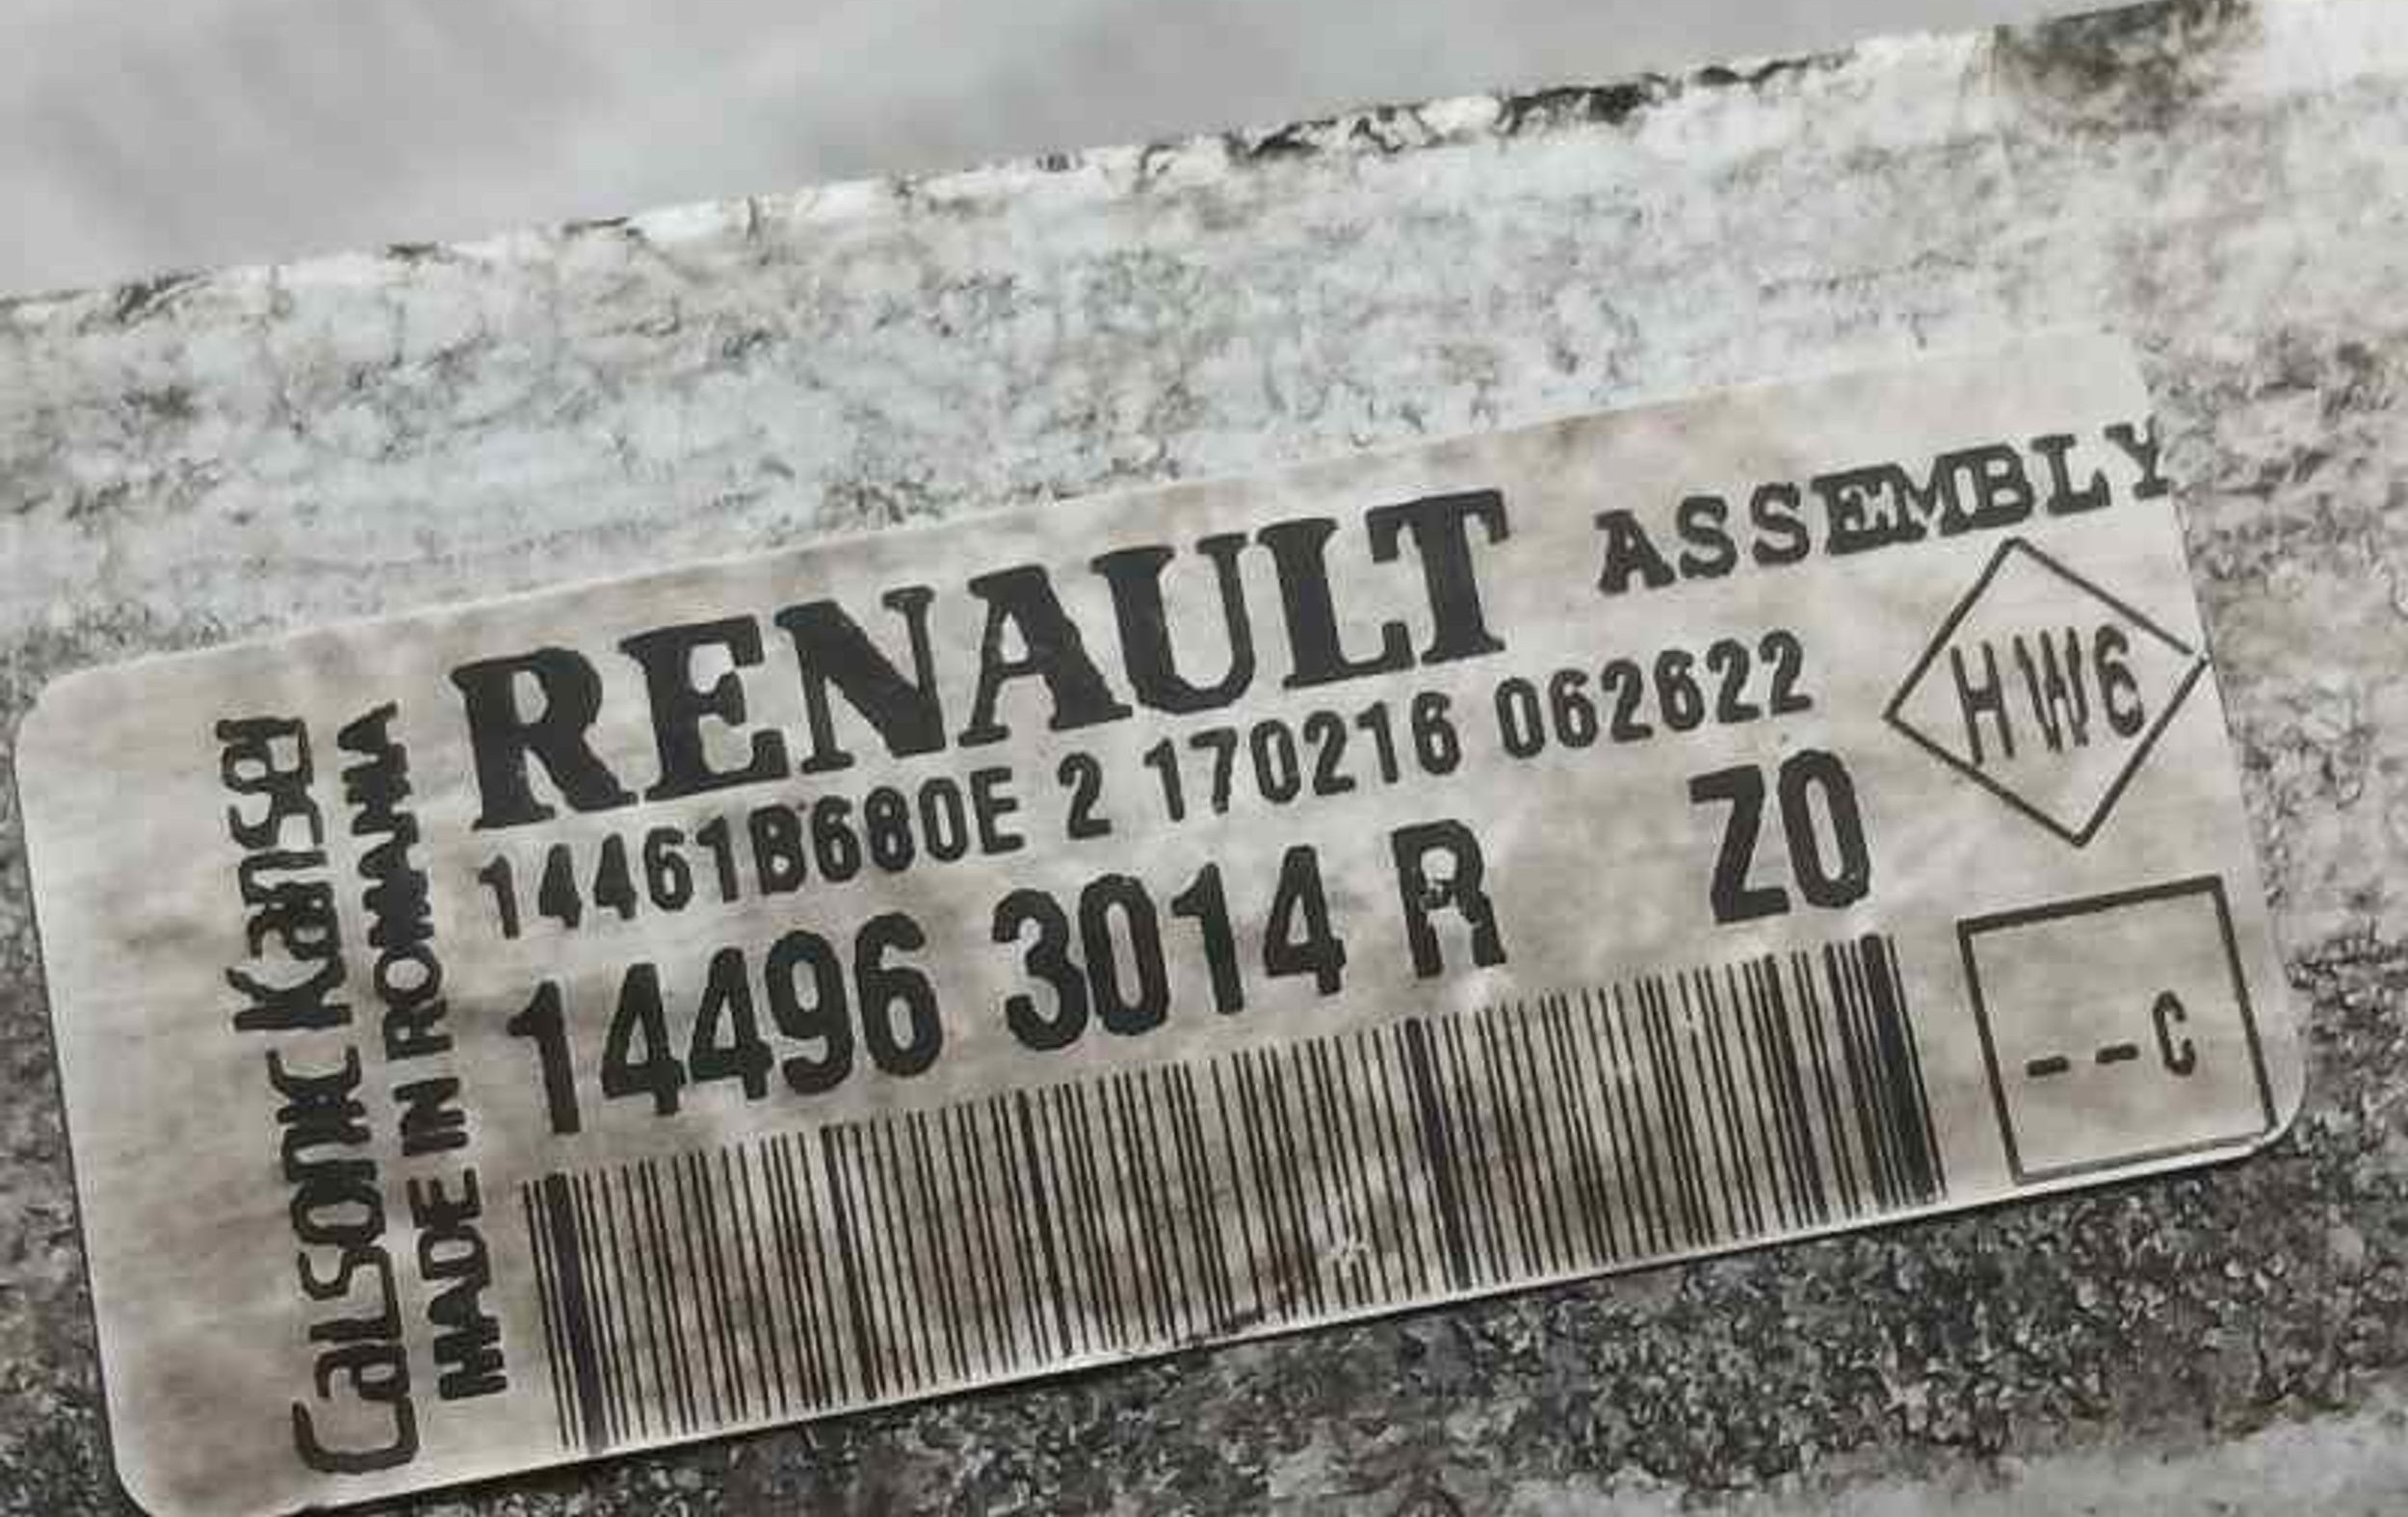 RENAULT ASSEMBLY
14461B680E 2 170216 062622
14496 3014 R Z0
HW6
--C
Calsonic Kansei
MADE IN ROMANIA